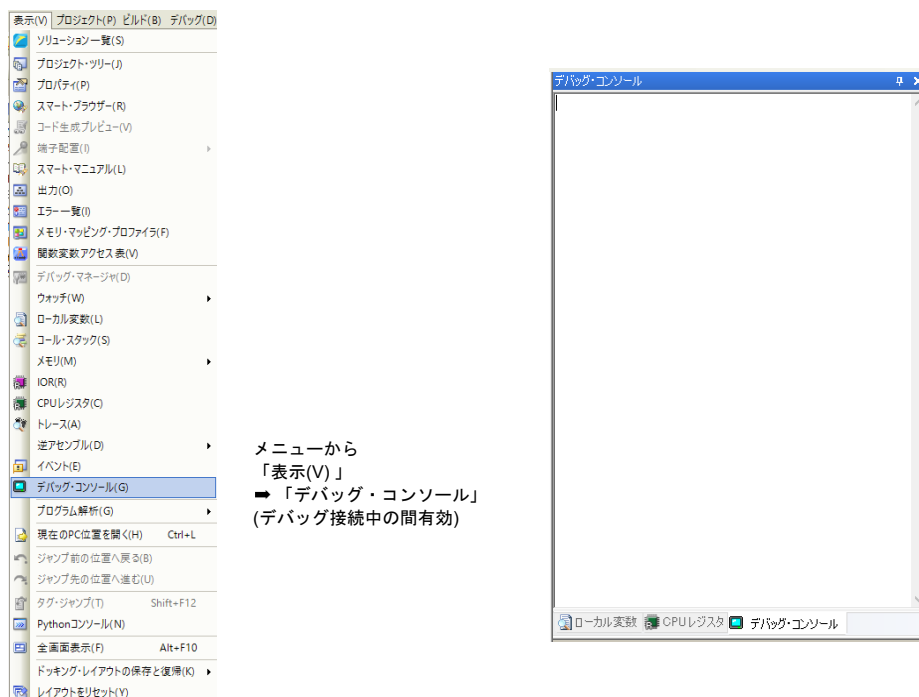 表示(V) プロジェクト(P) ビルド(B) デバッグ(D)
ソリューション一覧(S)
プロジェクト・ツリー(J)
プロパティ(P)
スマート・ブラウザー(R)
コード生成プレビュー(V)
端子配置(I)
スマート・マニュアル(L)
出力(O)
エラー一覧(I)
メモリ・マッピング・プロファイラ(F)
関数変数アクセス表(V)
デバッグ・マネージャ(D)
ウォッチ(W)
ローカル変数(L)
コール・スタック(S)
メモリ(M)
IOR(R)
CPUレジスタ(C)
トレース(A)
逆アセンブル(D)
イベント(E)
デバッグ・コンソール(G)
プログラム解析(G)
現在のPC位置を開く(H) Ctrl+L
ジャンプ前の位置へ戻る(B)
ジャンプ先の位置へ進む(U)
タグ・ジャンプ(T) Shift+F12
Pythonコンソール(N)
全画面表示(F) Alt+F10
ドッキング・レイアウトの保存と復帰(K)
レイアウトをリセット(Y)
メニューから
「表示(V) 」
➡ 「デバッグ・コンソール」
(デバッグ接続中の間有効)
デバッグ・コンソール
ローカル変数 CPUレジスタ デバッグ・コンソール